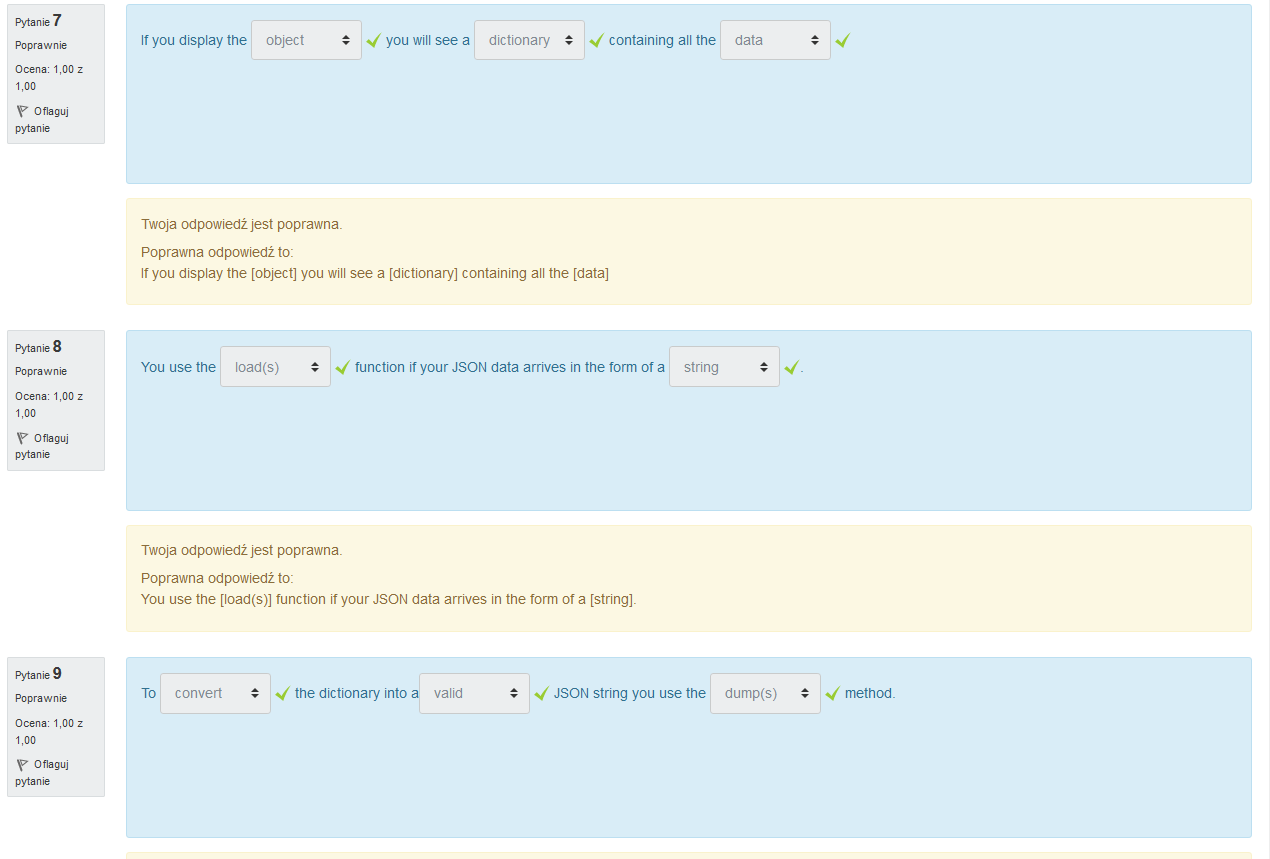 Pytanie 7
Poprawnie
Ocena: 1,00 z
1,00
Oflaguj
pytanie
If you display the object you will see a dictionary containing all the data
Twoja odpowiedź jest poprawna.
Poprawna odpowiedź to:
If you display the [object] you will see a [dictionary] containing all the [data]
Pytanie 8
Poprawnie
Ocena: 1,00 z
1,00
Oflaguj
pytanie
You use the load(s) function if your JSON data arrives in the form of a string .
Twoja odpowiedź jest poprawna.
Poprawna odpowiedź to:
You use the [load(s)] function if your JSON data arrives in the form of a [string].
Pytanie 9
Poprawnie
Ocena: 1,00 z
1,00
Oflaguj
pytanie
To convert the dictionary into a valid JSON string you use the dump(s) method.